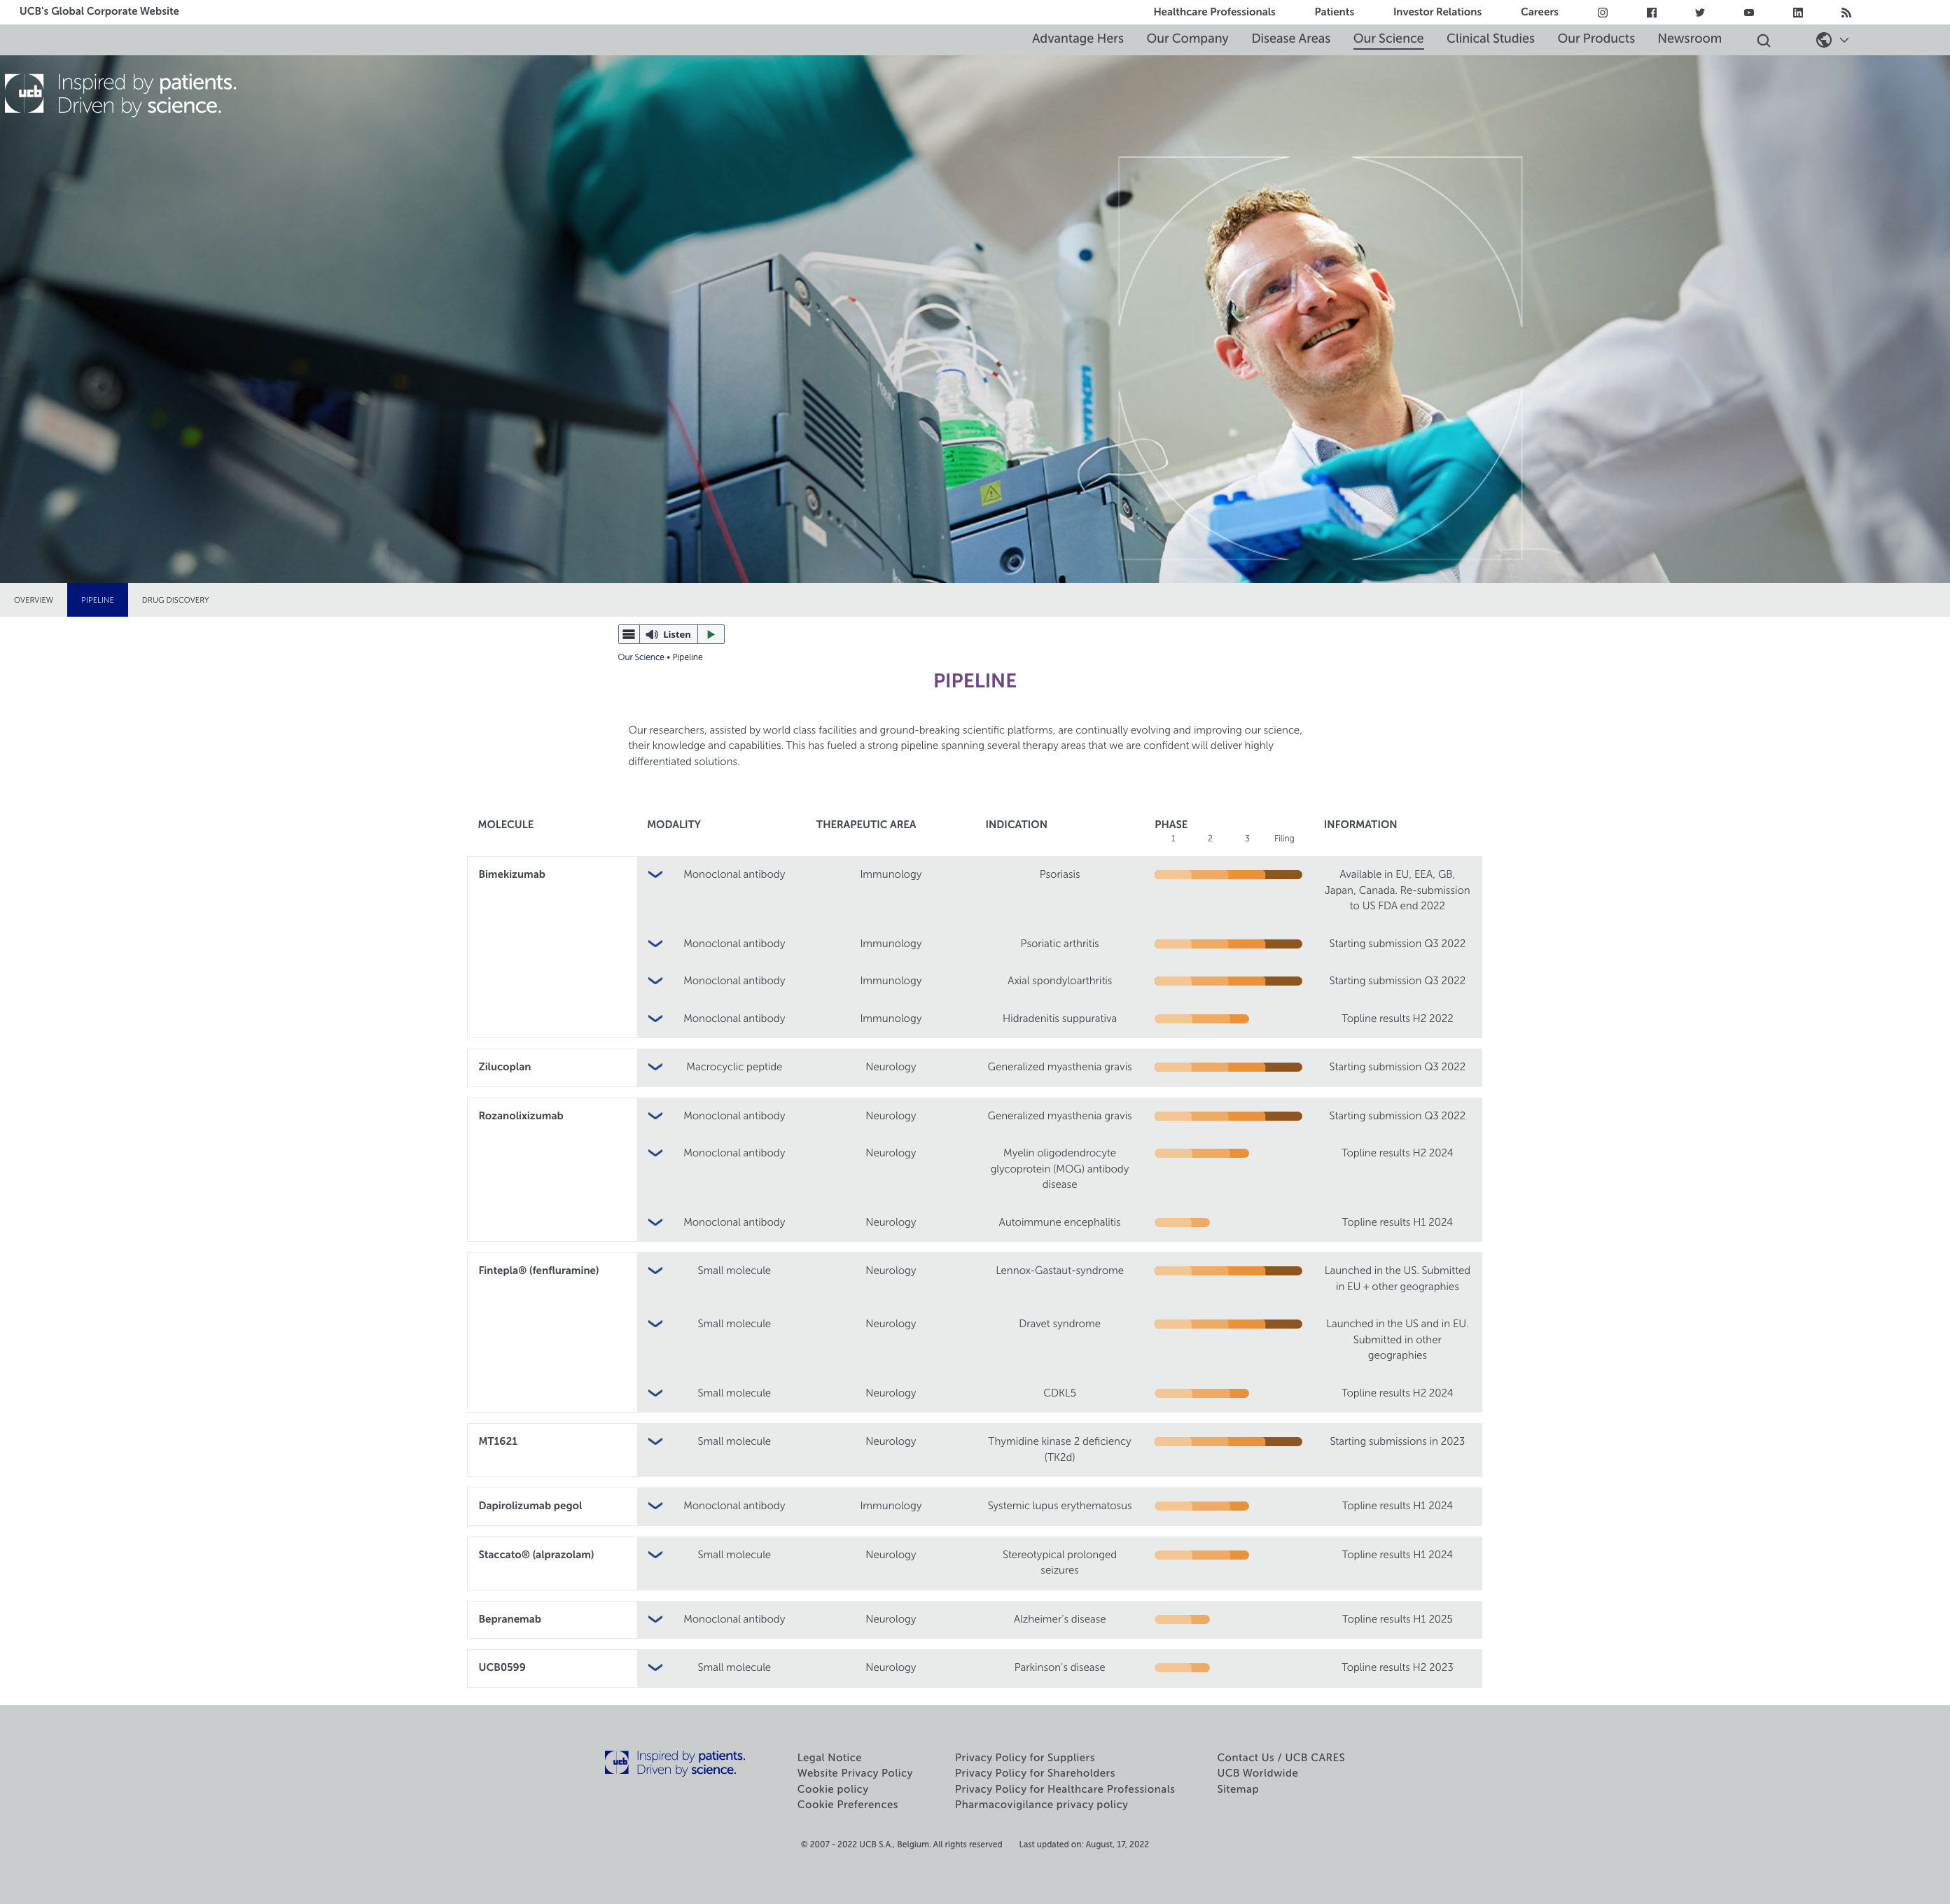 UCB's Global Corporate Website
Healthcare Professionals Patients Investor Relations Careers
Advantage Hers Our Company Disease Areas Our Science Clinical Studies Our Products Newsroom
ucb Inspired by patients.
Driven by science.
OVERVIEW PIPELINE DRUG DISCOVERY
Listen
Our Science • Pipeline
PIPELINE
Our researchers, assisted by world class facilities and ground-breaking scientific platforms, are continually evolving and improving our science,
their knowledge and capabilities. This has fueled a strong pipeline spanning several therapy areas that we are confident will deliver highly
differentiated solutions.
MOLECULE MODALITY THERAPEUTIC AREA INDICATION PHASE INFORMATION
1 2 3 Filing
Bimekizumab Monoclonal antibody Immunology Psoriasis Available in EU, EEA, GB,
Japan, Canada. Re-submission
to US FDA end 2022
Monoclonal antibody Immunology Psoriatic arthritis Starting submission Q3 2022
Monoclonal antibody Immunology Axial spondyloarthritis Starting submission Q3 2022
Monoclonal antibody Immunology Hidradenitis suppurativa Topline results H2 2022
Zilucoplan Macrocyclic peptide Neurology Generalized myasthenia gravis Starting submission Q3 2022
Rozanolixizumab Monoclonal antibody Neurology Generalized myasthenia gravis Starting submission Q3 2022
Monoclonal antibody Neurology Myelin oligodendrocyte Topline results H2 2024
glycoprotein (MOG) antibody
disease
Monoclonal antibody Neurology Autoimmune encephalitis Topline results H1 2024
Fintepla® (fenfluramine) Small molecule Neurology Lennox-Gastaut-syndrome Launched in the US. Submitted
in EU + other geographies
Small molecule Neurology Dravet syndrome Launched in the US and in EU.
Submitted in other
geographies
Small molecule Neurology CDKL5 Topline results H2 2024
MT1621 Small molecule Neurology Thymidine kinase 2 deficiency Starting submissions in 2023
(TK2d)
Dapirolizumab pegol Monoclonal antibody Immunology Systemic lupus erythematosus Topline results H1 2024
Staccato® (alprazolam) Small molecule Neurology Stereotypical prolonged Topline results H1 2024
seizures
Bepranemab Monoclonal antibody Neurology Alzheimer's disease Topline results H1 2025
UCB0599 Small molecule Neurology Parkinson's disease Topline results H2 2023
ucb Inspired by patients.
Driven by science.
Legal Notice Privacy Policy for Suppliers Contact Us / UCB CARES
Website Privacy Policy Privacy Policy for Shareholders UCB Worldwide
Cookie policy Privacy Policy for Healthcare Professionals Sitemap
Cookie Preferences Pharmacovigilance privacy policy
© 2007 - 2022 UCB S.A., Belgium. All rights reserved Last updated on: August, 17, 2022